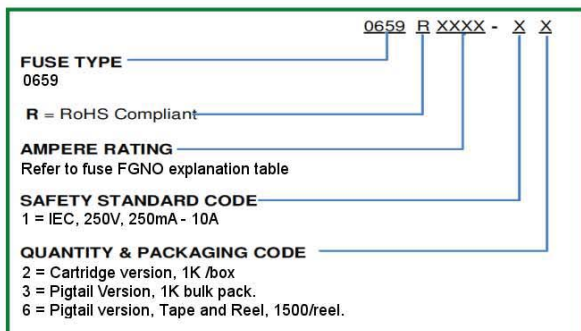 0659 R XXXX - X X
FUSE TYPE
0659
R = RoHS Compliant
AMPERE RATING
Refer to fuse FGNO explanation table
SAFETY STANDARD CODE
1 = IEC, 250V, 250mA - 10A
QUANTITY & PACKAGING CODE
2 = Cartridge version, 1K /box
3 = Pigtail Version, 1K bulk pack.
6 = Pigtail version, Tape and Reel, 1500/reel.